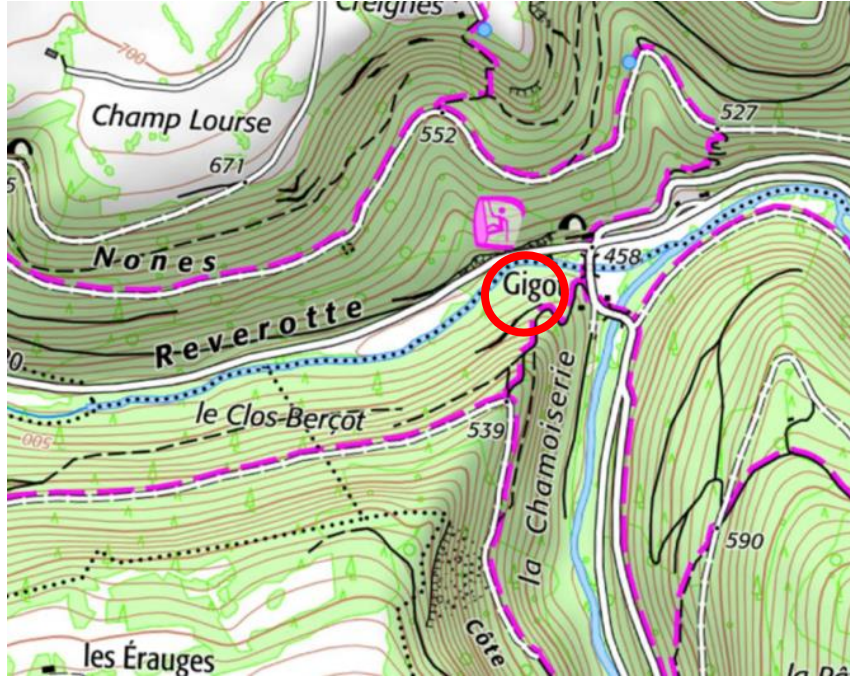 Creignes
700
Champ Lourse
552
527
671
Nones
458
Gigo
Reverotte
le Clos-Berçot
500
539
la Chamoiserie
590
Côte
les Érauges